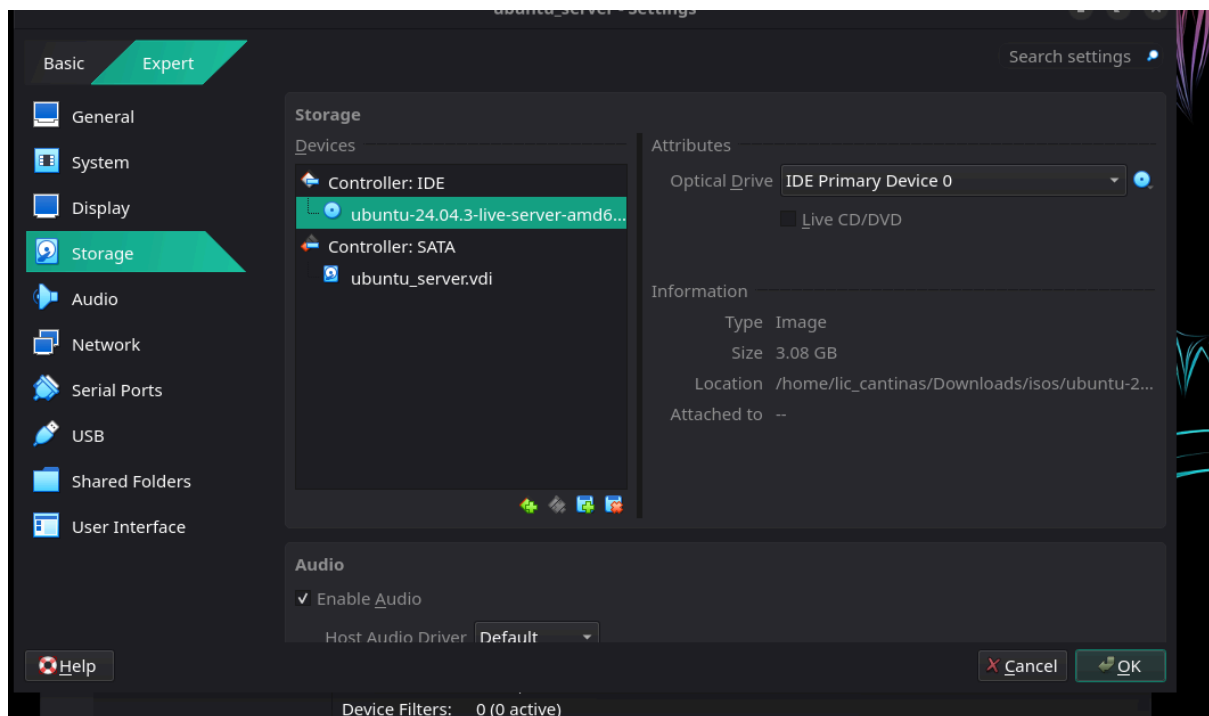 ubuntu_server - Settings
Basic Expert Search settings
General
System
Display
Storage
Audio
Network
Serial Ports
USB
Shared Folders
User Interface
Storage
Devices
Controller: IDE
ubuntu-24.04.3-live-server-amd6...
Controller: SATA
ubuntu_server.vdi
Attributes
Optical Drive IDE Primary Device 0
Live CD/DVD
Information
Type Image
Size 3.08 GB
Location /home/lic_cantinas/Downloads/isos/ubuntu-2...
Attached to --
Audio
Enable Audio
Host Audio Driver Default
Help Cancel OK
Device Filters: 0 (0 active)